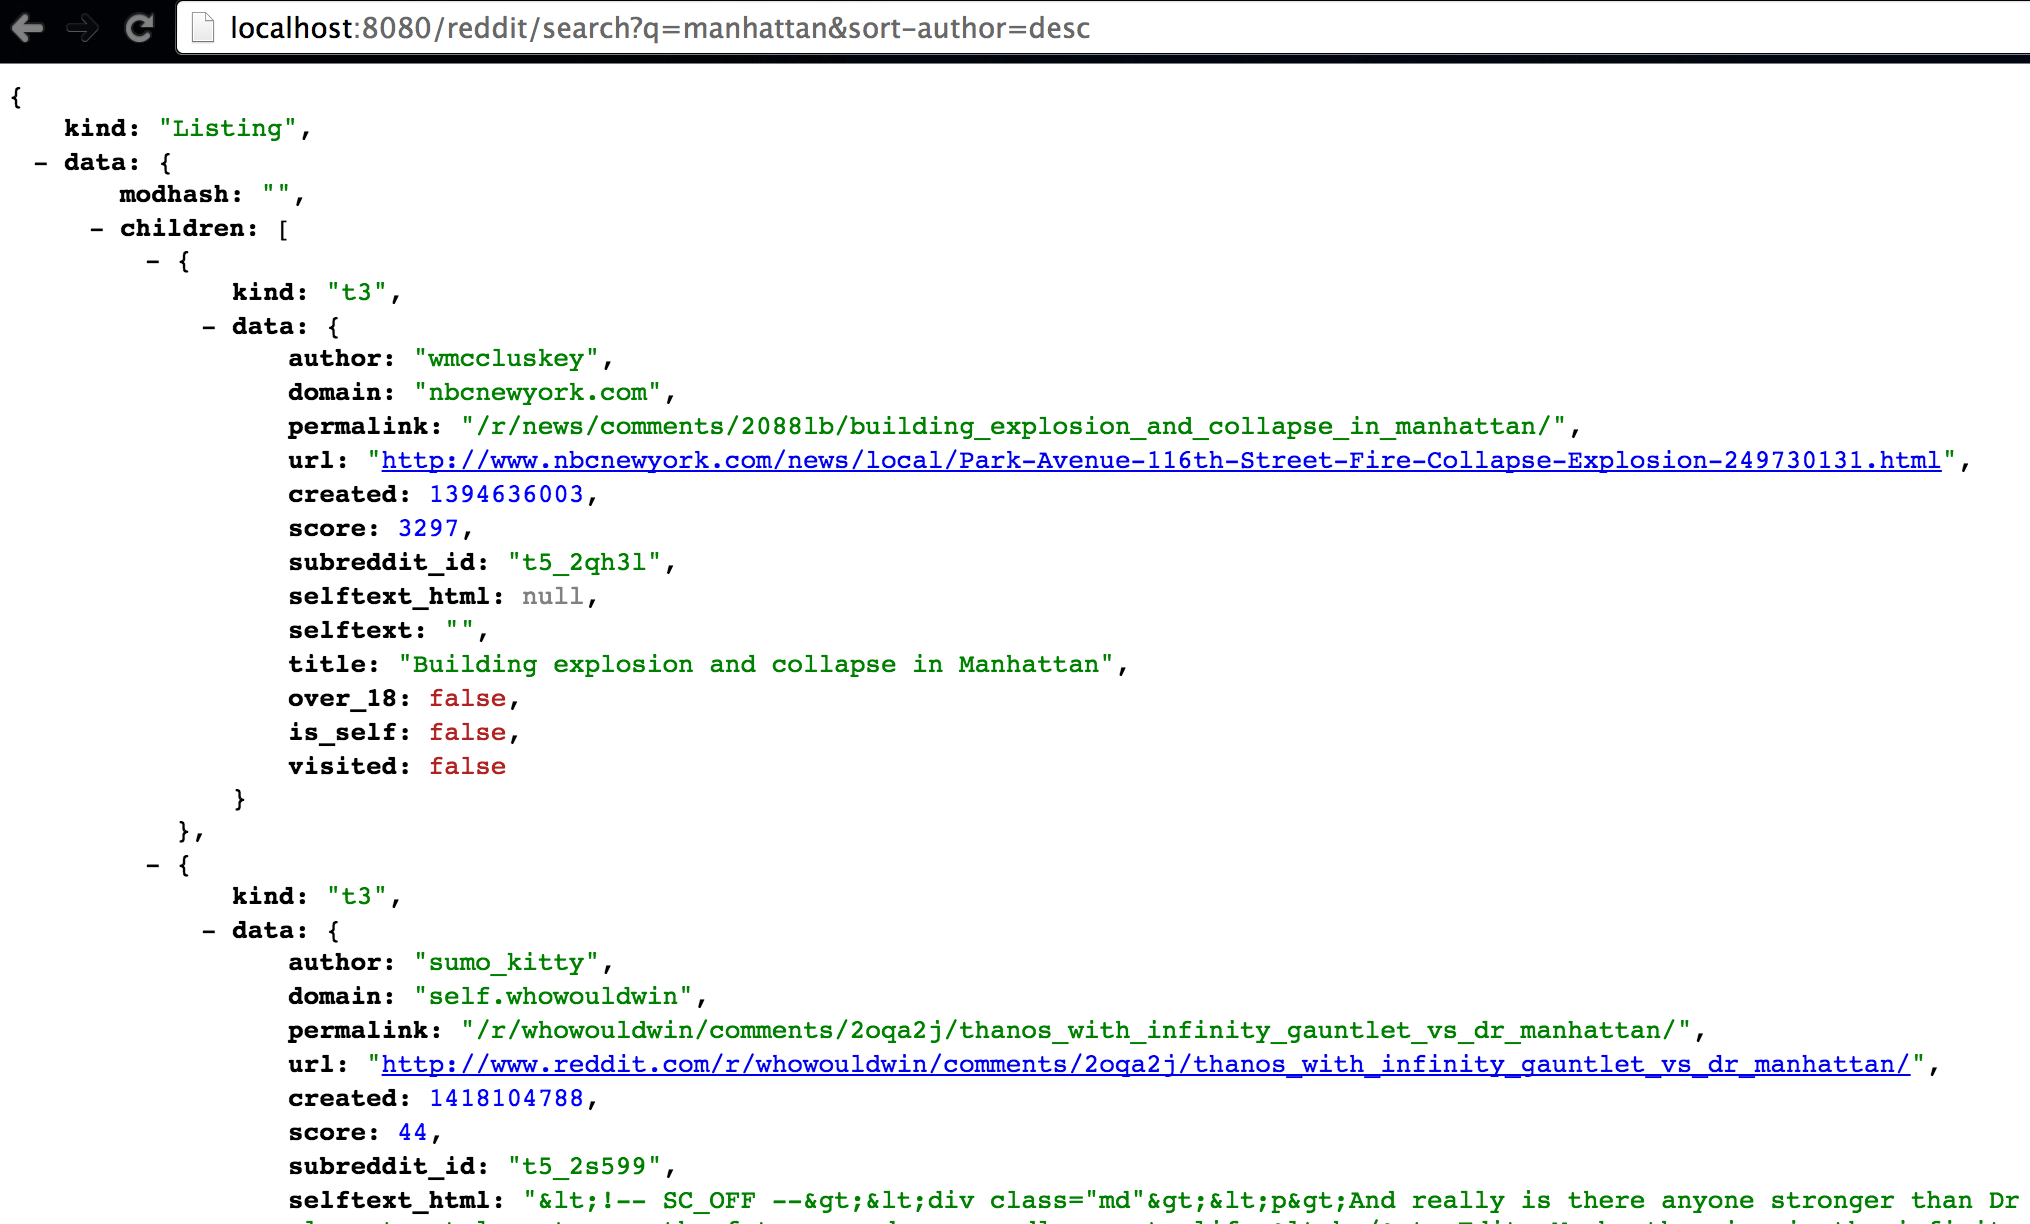 localhost:8080/reddit/search?q=manhattan&sort-author=desc
{
kind: "Listing",
- data: {
modhash: "",
- children: [
- {
kind: "t3",
- data: {
author: "wmccluskey",
domain: "nbcnewyork.com",
permalink: "/r/news/comments/2088lb/building_explosion_and_collapse_in_manhattan/",
url: "http://www.nbcnewyork.com/news/local/Park-Avenue-116th-Street-Fire-Collapse-Explosion-249730131.html",
created: 1394636003,
score: 3297,
subreddit_id: "t5_2qh3l",
selftext_html: null,
selftext: "",
title: "Building explosion and collapse in Manhattan",
over_18: false,
is_self: false,
visited: false
}
},
- {
kind: "t3",
- data: {
author: "sumo_kitty",
domain: "self.whowouldwin",
permalink: "/r/whowouldwin/comments/2oqa2j/thanos_with_infinity_gauntlet_vs_dr_manhattan/",
url: "http://www.reddit.com/r/whowouldwin/comments/2oqa2j/thanos_with_infinity_gauntlet_vs_dr_manhattan/",
created: 1418104788,
score: 44,
subreddit_id: "t5_2s599",
selftext_html: "&lt;!-- SC_OFF --&gt;&lt;div class="md"&gt;&lt;p&gt;And really is there anyone stronger than Dr